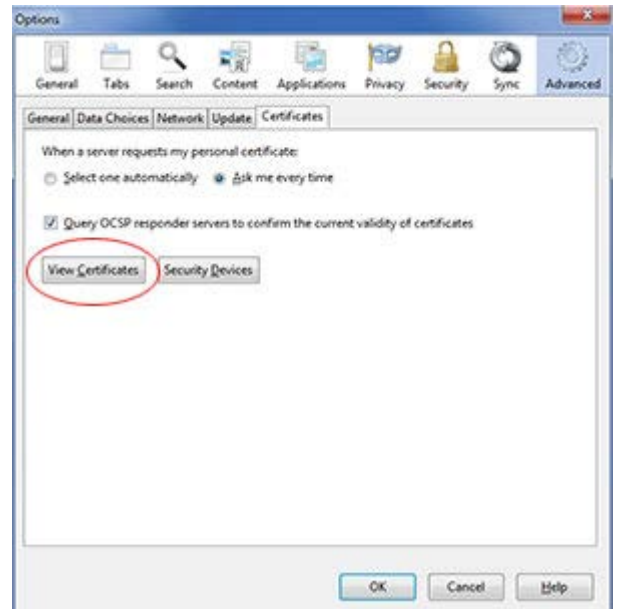 Options
General Tabs Search Content Applications Privacy Security Sync Advanced
General Data Choices Network Update Certificates
When a server requests my personal certificate:
Select one automatically Ask me every time
Query OCSP responder servers to confirm the current validity of certificates
View Certificates Security Devices
OK Cancel Help